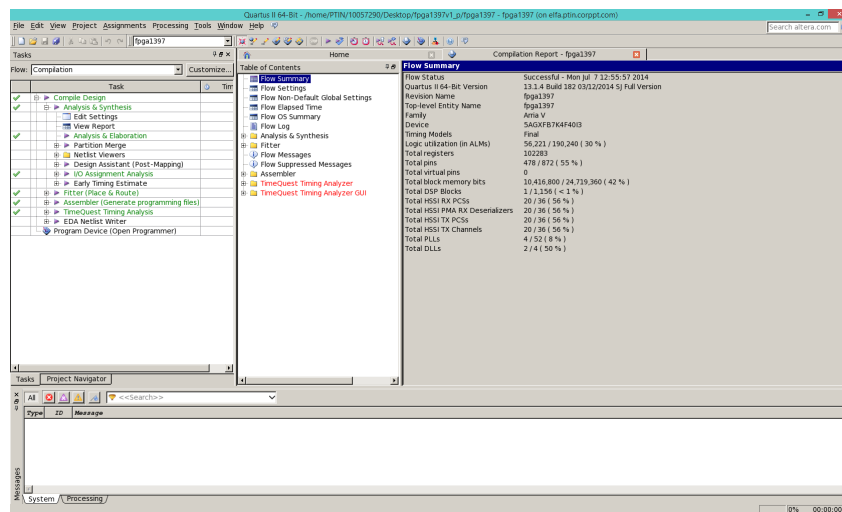 Quartus II 64-Bit - /home/PTIN/10057290/Desktop/fpga1397v1_p/fpga1397 - fpga1397 (on elfa.ptin.corppt.com)
File Edit View Project Assignments Processing Tools Window Help
Search altera.com
fpga1397
Tasks
Flow: Compilation
Customize...
Task
Tim
Compile Design
Analysis & Synthesis
Edit Settings
View Report
Analysis & Elaboration
Partition Merge
Netlist Viewers
Design Assistant (Post-Mapping)
I/O Assignment Analysis
Early Timing Estimate
Fitter (Place & Route)
Assembler (Generate programming files)
TimeQuest Timing Analysis
EDA Netlist Writer
Program Device (Open Programmer)
Tasks Project Navigator
Home
Compilation Report - fpga1397
Table of Contents
Flow Summary
Flow Settings
Flow Non-Default Global Settings
Flow Elapsed Time
Flow OS Summary
Flow Log
Analysis & Synthesis
Fitter
Flow Messages
Flow Suppressed Messages
Assembler
TimeQuest Timing Analyzer
TimeQuest Timing Analyzer GUI
Flow Summary
Flow Status Successful - Mon Jul 7 12:55:57 2014
Quartus II 64-Bit Version 13.1.4 Build 182 03/12/2014 SJ Full Version
Revision Name fpga1397
Top-level Entity Name fpga1397
Family Arria V
Device 5AGXFB7K4F40I3
Timing Models Final
Logic utilization (in ALMs) 56,221 / 190,240 ( 30 % )
Total registers 102283
Total pins 478 / 872 ( 55 % )
Total virtual pins 0
Total block memory bits 10,416,800 / 24,719,360 ( 42 % )
Total DSP Blocks 1 / 1,156 ( < 1 % )
Total HSSI RX PCSs 20 / 36 ( 56 % )
Total HSSI PMA RX Deserializers 20 / 36 ( 56 % )
Total HSSI TX PCSs 20 / 36 ( 56 % )
Total HSSI TX Channels 20 / 36 ( 56 % )
Total PLLs 4 / 52 ( 8 % )
Total DLLs 2 / 4 ( 50 % )
All <<Search>>
Type ID Message
Messages
System Processing
0% 00:00:00